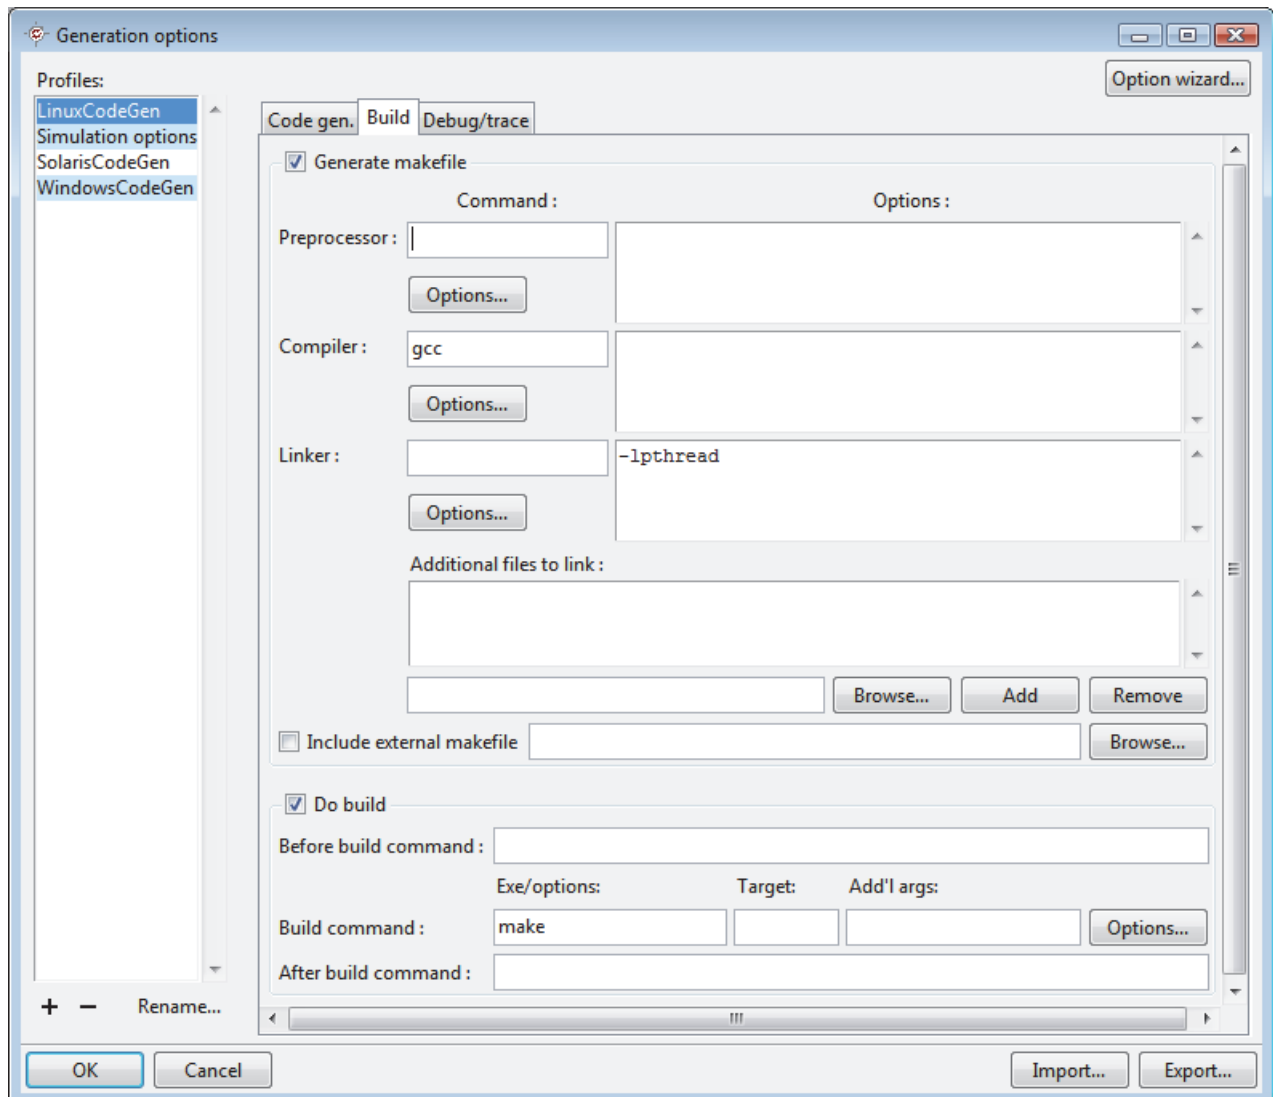 Generation options
Profiles:
Option wizard...
LinuxCodeGen
Simulation options
SolarisCodeGen
WindowsCodeGen
Code gen. Build Debug/trace
Generate makefile
Command : Options :
Preprocessor :
Options...
Compiler : gcc
Options...
Linker : -lpthread
Options...
Additional files to link :
Browse... Add Remove
Include external makefile Browse...
Do build
Before build command :
Exe/options: Target: Add'l args:
Build command : make Options...
After build command :
+ − Rename...
OK Cancel Import... Export...